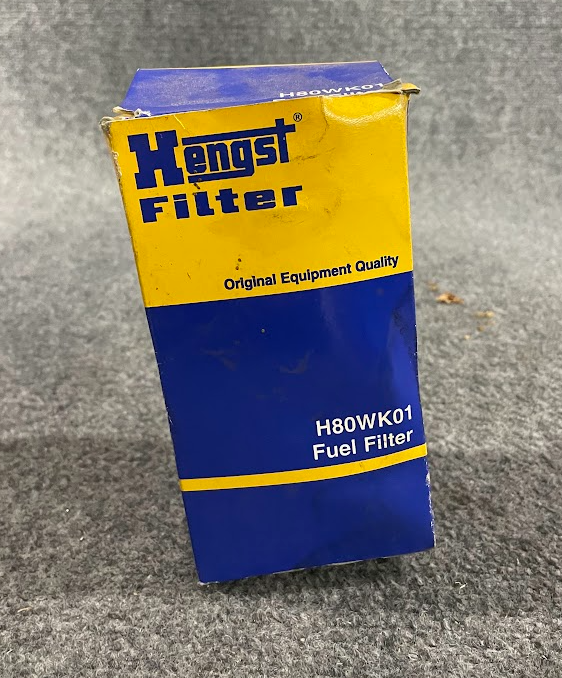 H80WK01
Hengst®
Filter
Original Equipment Quality
H80WK01
Fuel Filter